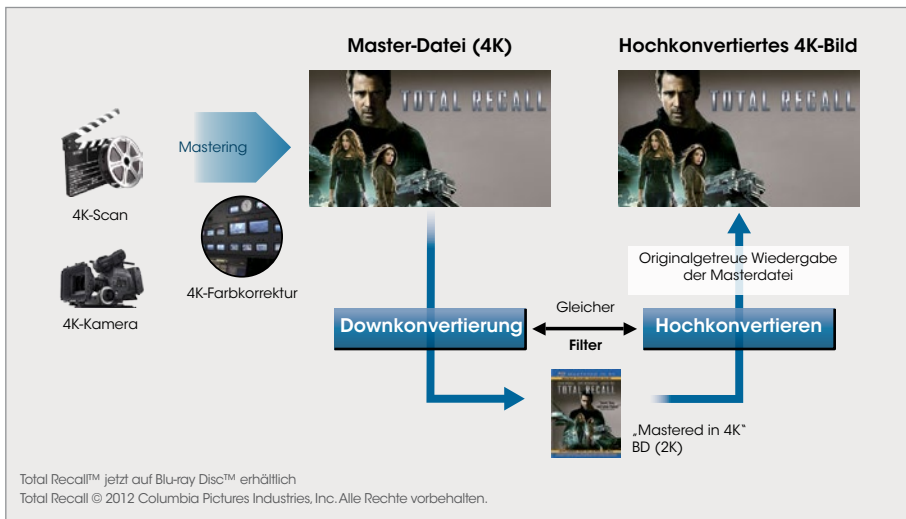 Master-Datei (4K)
Hochkonvertiertes 4K-Bild
TOTAL RECALL
TOTAL RECALL
Mastering
4K-Scan
4K-Farbkorrektur
4K-Kamera
Originalgetreue Wiedergabe
der Masterdatei
Downkonvertierung
Gleicher
Filter
Hochkonvertieren
TOTAL RECALL
„Mastered in 4K“
BD (2K)
Total Recall™ jetzt auf Blu-ray Disc™ erhältlich
Total Recall © 2012 Columbia Pictures Industries, Inc. Alle Rechte vorbehalten.